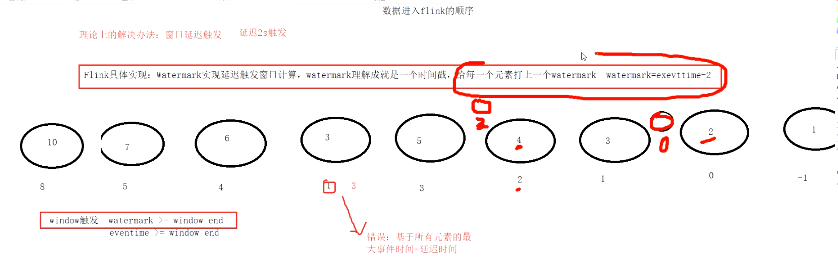 数据进入flink的顺序
理论上的解决办法：窗口延迟触发 延迟2s触发
Flink具体实现：Watermark实现延迟触发窗口计算，watermark理解成就是一个时间戳，给每一个元素打上一个watermark watermark=exevttime-2
10 7 6 3 5 4 3 2 1
2 0
8 5 4 1 3 3 2 1 0 -1
window触发 watermark >= window end
eventime >= window end
错误：基于所有元素的最
大事件时间-延迟时间